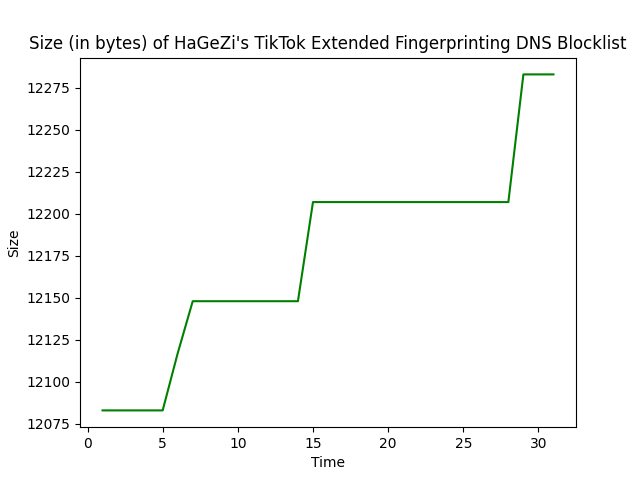 Size (in bytes) of HaGeZi's TikTok Extended Fingerprinting DNS Blocklist
12275
12250
12225
12200
12175
12150
12125
12100
12075
Size
0 5 10 15 20 25 30
Time